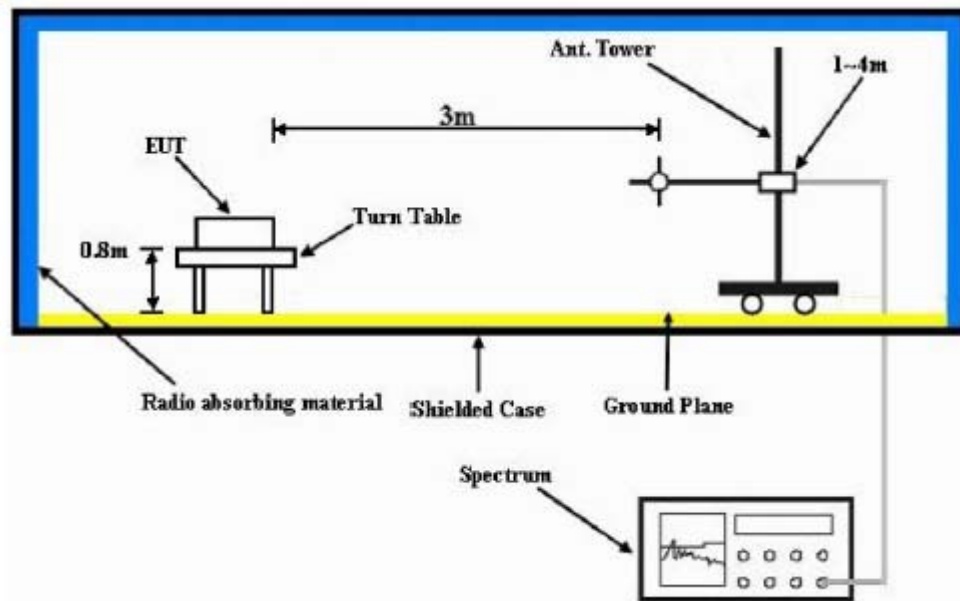 Ant. Tower
1~4m
3m
EUT
Turn Table
0.8m
Radio absorbing material
Shielded Case
Ground Plane
Spectrum